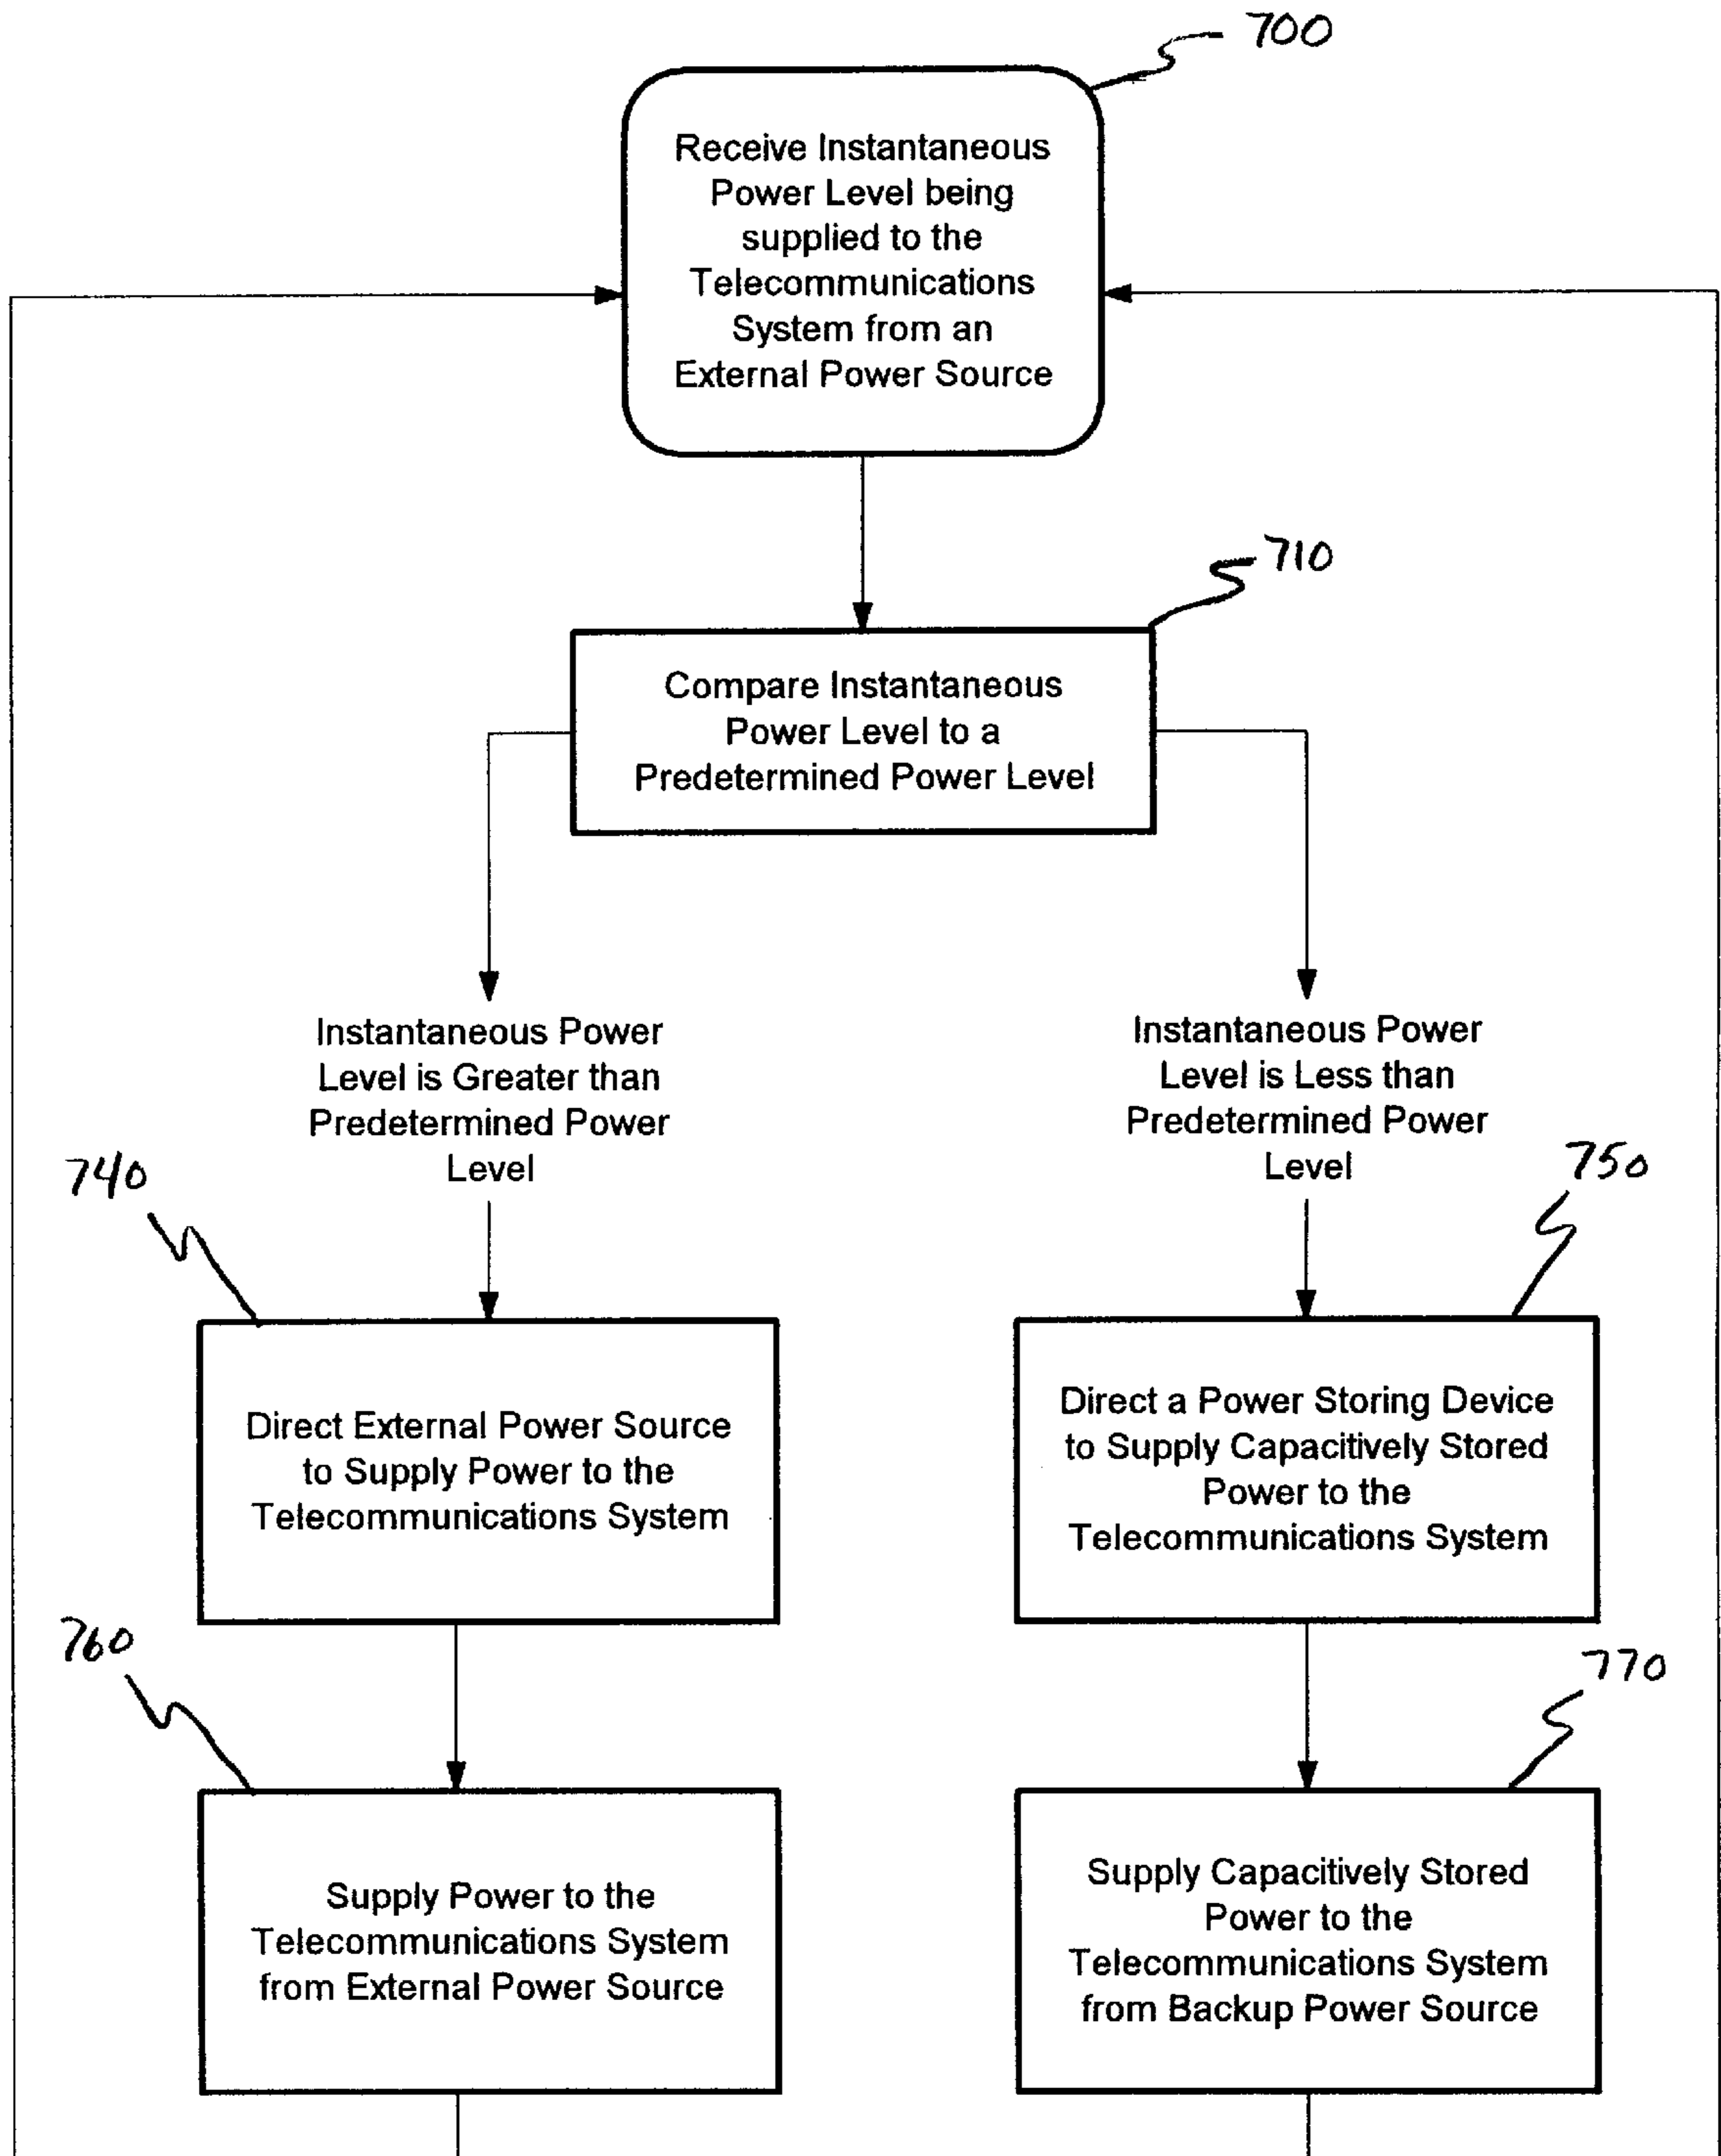 700
Receive Instantaneous
Power Level being
supplied to the
Telecommunications
System from an
External Power Source
710
Compare Instantaneous
Power Level to a
Predetermined Power Level
Instantaneous Power
Level is Greater than
Predetermined Power
Level
Instantaneous Power
Level is Less than
Predetermined Power
Level
740
750
Direct External Power Source
to Supply Power to the
Telecommunications System
Direct a Power Storing Device
to Supply Capacitively Stored
Power to the
Telecommunications System
760
770
Supply Power to the
Telecommunications System
from External Power Source
Supply Capacitively Stored
Power to the
Telecommunications System
from Backup Power Source